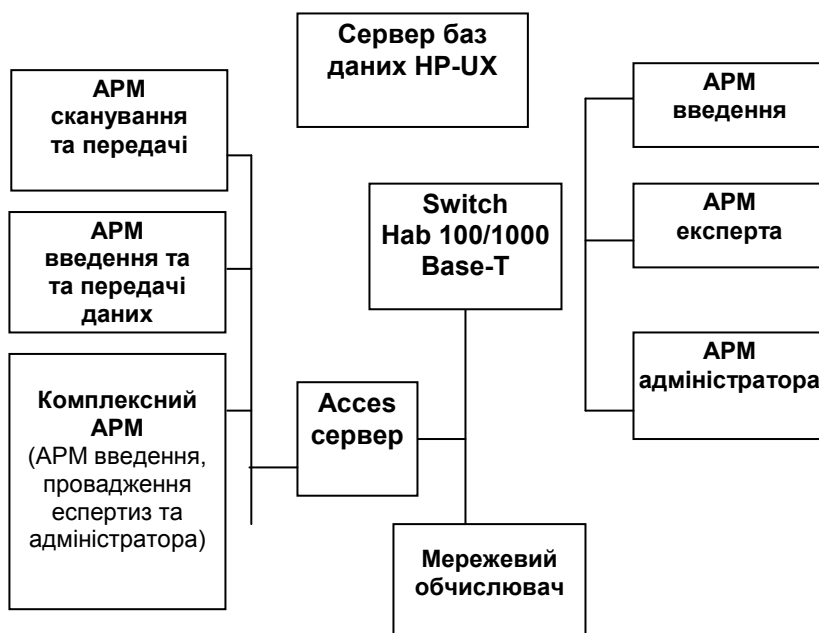 Сервер баз
даних HP-UX
АРМ
сканування
та передачі
АРМ
введення
Switch
Hab 100/1000
Base-T
АРМ
експерта
АРМ
введення та
та передачі
даних
АРМ
адміністратора
Комплексний
АРМ
(АРМ введення,
провадження
еспертиз та
адміністратора)
Acces
сервер
Мережевий
обчислювач